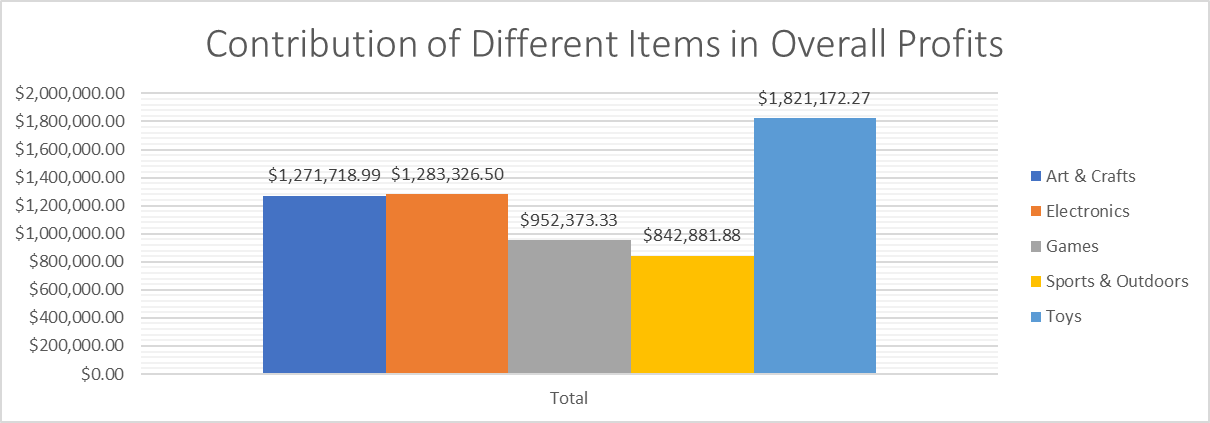 Contribution of Different Items in Overall Profits
$2,000,000.00
$1,800,000.00
$1,600,000.00
$1,400,000.00
$1,200,000.00
$1,000,000.00
$800,000.00
$600,000.00
$400,000.00
$200,000.00
$0.00
$1,271,718.99
$1,283,326.50
$952,373.33
$842,881.88
$1,821,172.27
Total
Art & Crafts
Electronics
Games
Sports & Outdoors
Toys